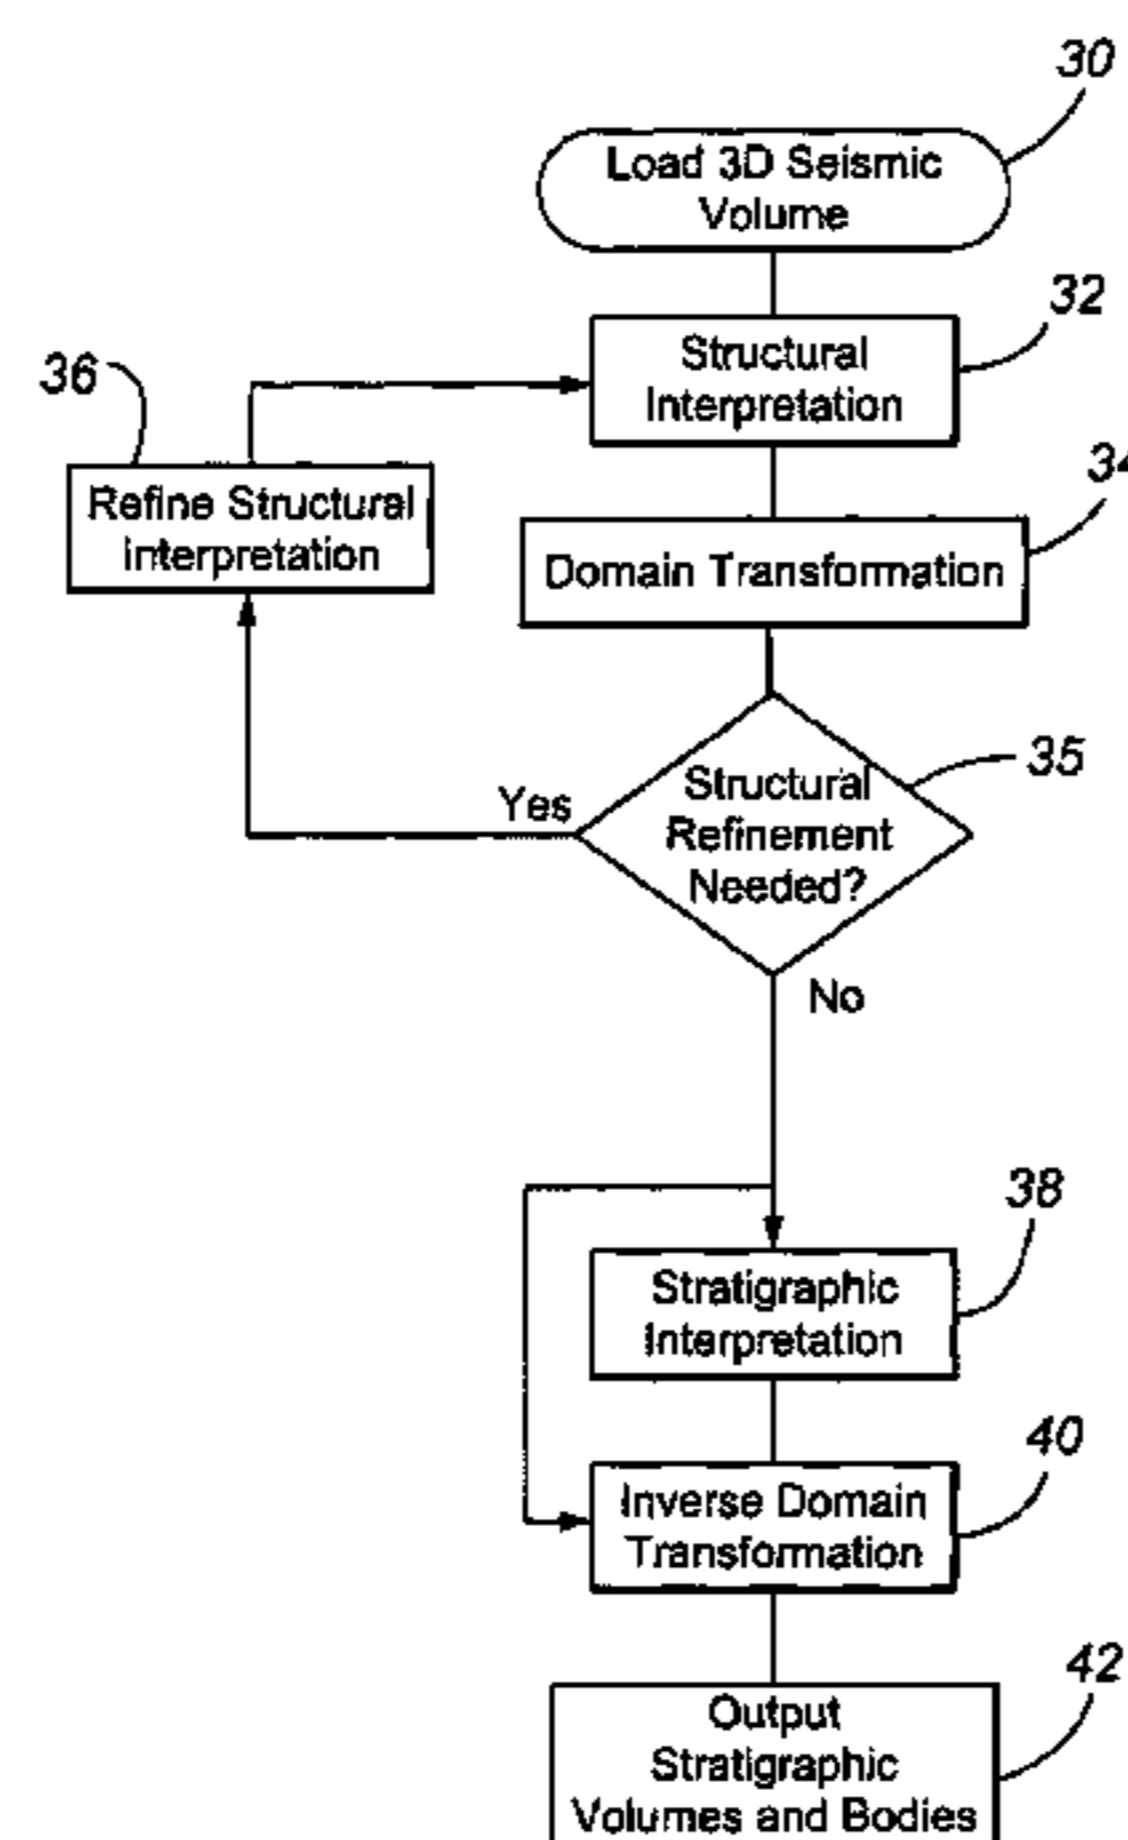 30
Load 3D Seismic
Volume
32
Structural
Interpretation
36
Refine Structural
Interpretation
34
Domain Transformation
35
Structural
Refinement
Needed?
Yes
No
38
Stratigraphic
Interpretation
40
Inverse Domain
Transformation
42
Output
Stratigraphic
Volumes and Bodies